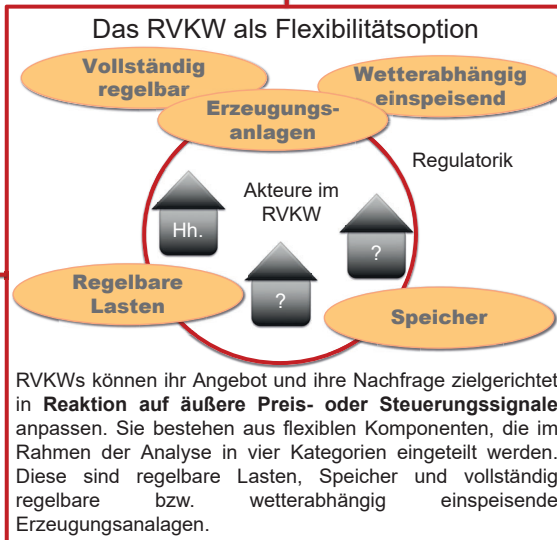 Das RVKW als Flexibilitätsoption
Vollständig
regelbar
Wetterabhängig
einspeisend
Erzeugungs-
anlagen
Regulatorik
Akteure im
RVKW
Hh.
?
?
Regelbare
Lasten
Speicher
RVKWs können ihr Angebot und ihre Nachfrage zielgerichtet
in Reaktion auf äußere Preis- oder Steuerungssignale
anpassen. Sie bestehen aus flexiblen Komponenten, die im
Rahmen der Analyse in vier Kategorien eingeteilt werden.
Diese sind regelbare Lasten, Speicher und vollständig
regelbare bzw. wetterabhängig einspeisende
Erzeugungsanalagen.